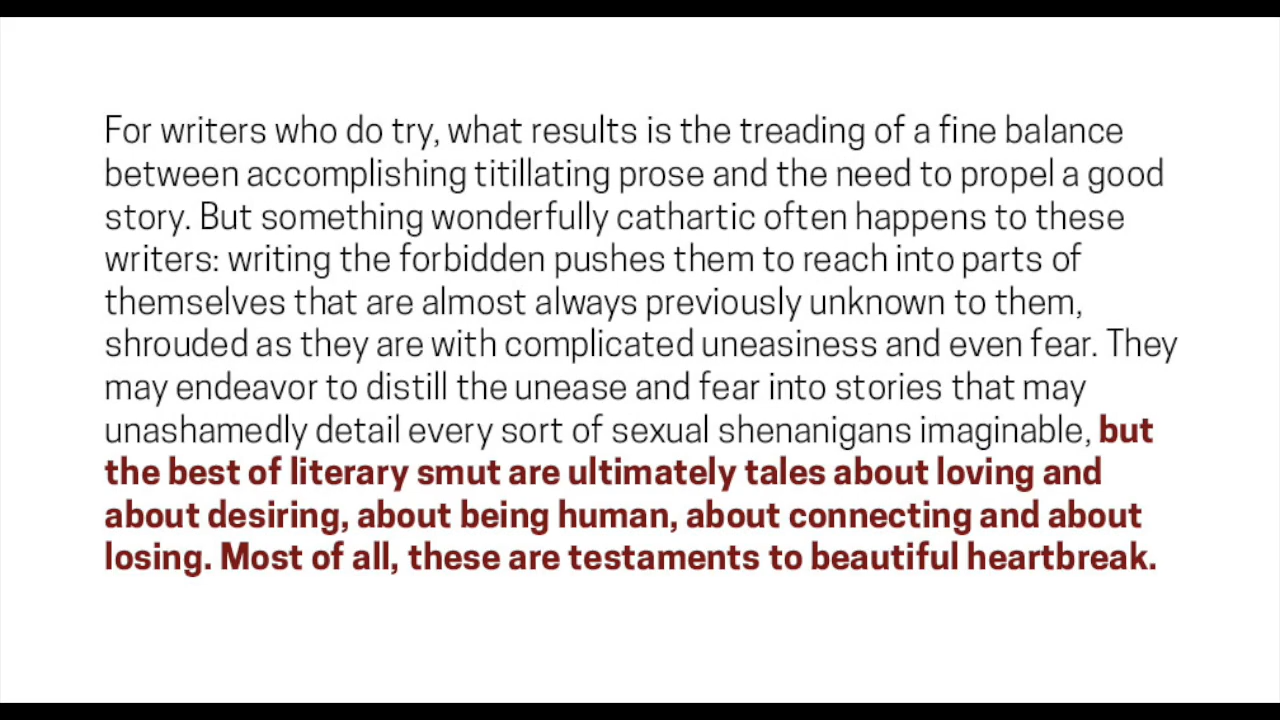 For writers who do try, what results is the treading of a fine balance
between accomplishing titillating prose and the need to propel a good
story. But something wonderfully cathartic often happens to these
writers: writing the forbidden pushes them to reach into parts of
themselves that are almost always previously unknown to them,
shrouded as they are with complicated uneasiness and even fear. They
may endeavor to distill the unease and fear into stories that may
unashamedly detail every sort of sexual shenanigans imaginable, but
the best of literary smut are ultimately tales about loving and
about desiring, about being human, about connecting and about
losing. Most of all, these are testaments to beautiful heartbreak.